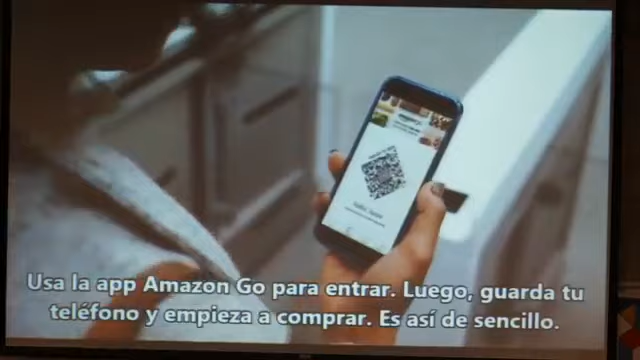 Usa la app Amazon Go para entrar. Luego, guarda tu
teléfono y empieza a comprar. Es así de sencillo.